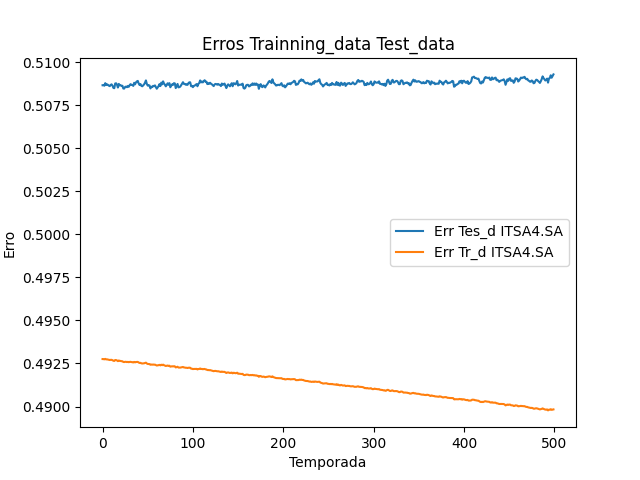 Erros Trainning_data Test_data
0.5100
0.5075
0.5050
0.5025
0.5000
0.4975
0.4950
0.4925
0.4900
Erro
Err Tes_d ITSA4.SA
Err Tr_d ITSA4.SA
0 100 200 300 400 500
Temporada